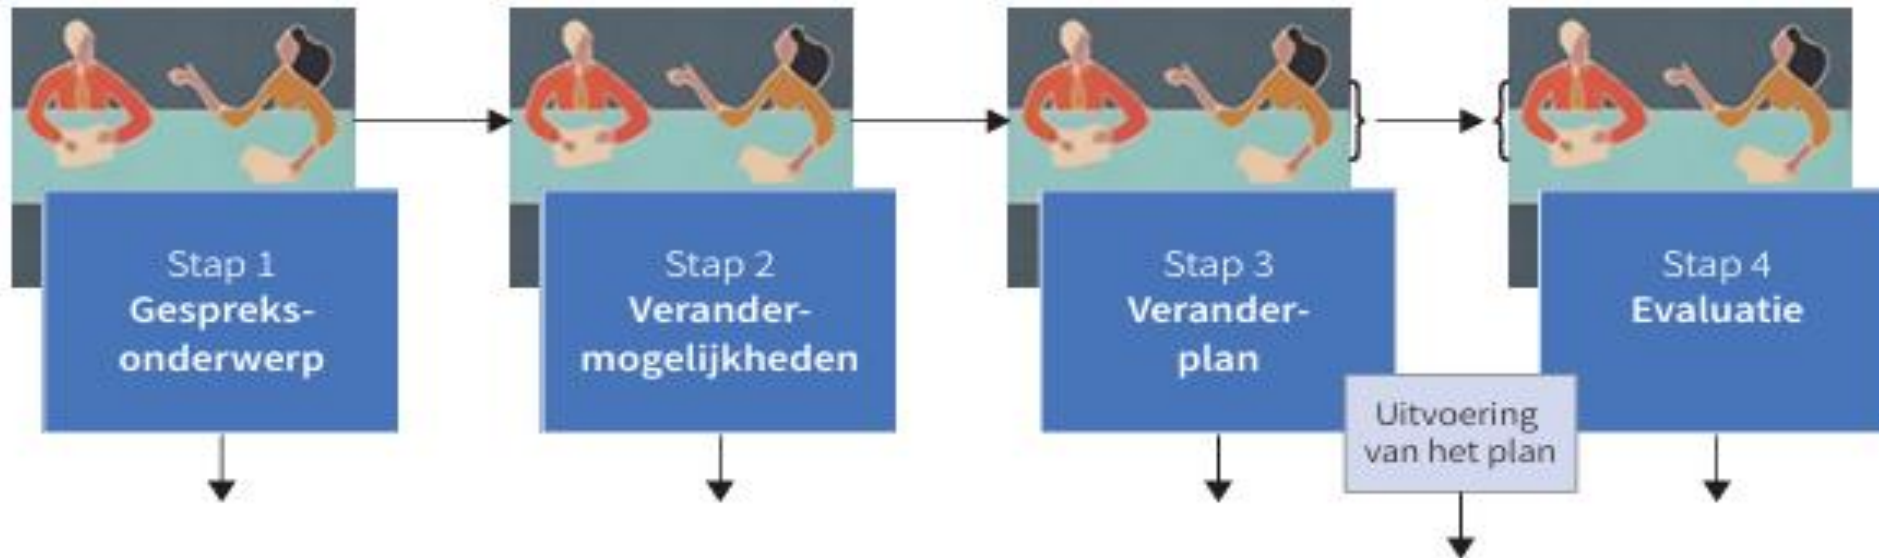 Stap 1
Gespreks-
onderwerp
Stap 2
Verander-
mogelijkheden
Stap 3
Verander-
plan
Uitvoering
van het plan
Stap 4
Evaluatie